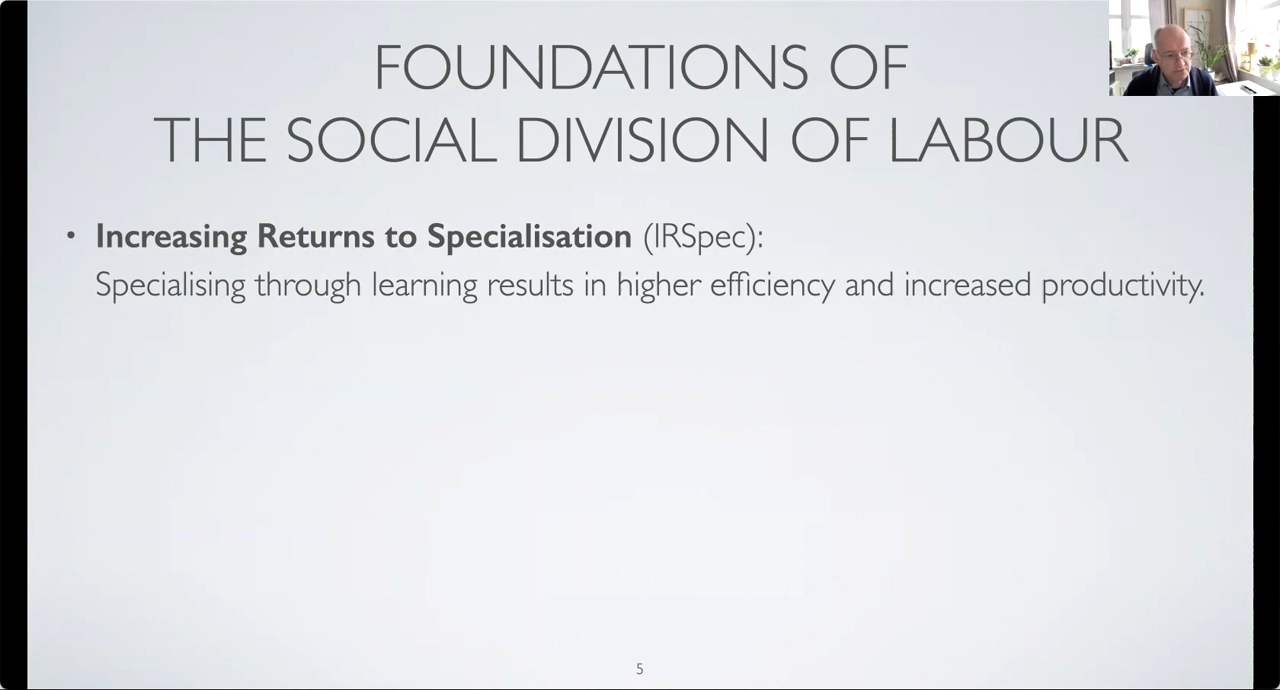 FOUNDATIONS OF
THE SOCIAL DIVISION OF LABOUR
• Increasing Returns to Specialisation (IRSpec):
Specialising through learning results in higher efficiency and increased productivity.
5